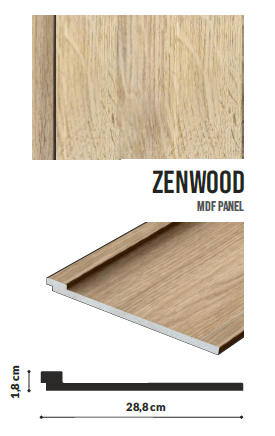 ZENWOOD
MDF PANEL
1,8 cm
28,8 cm